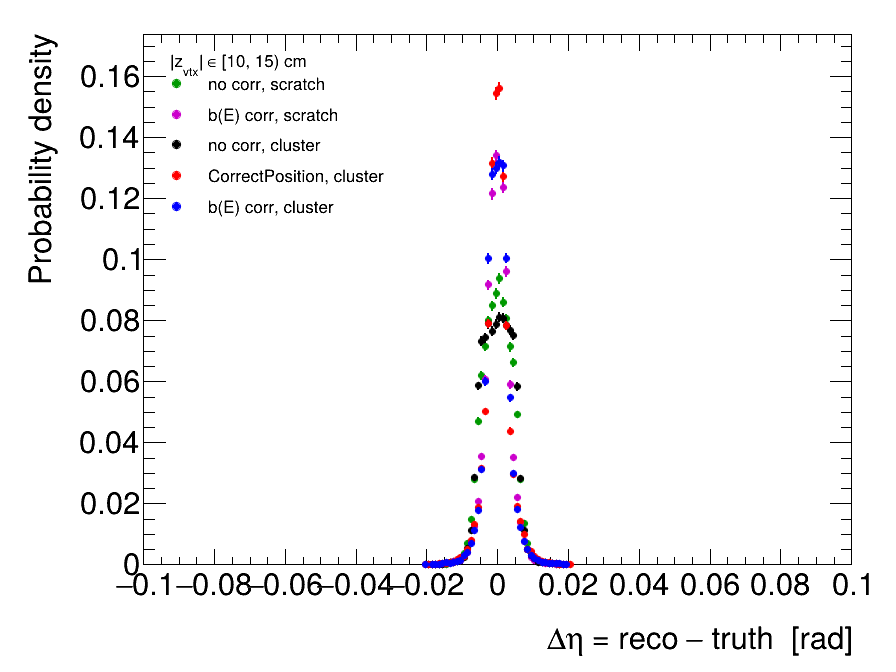 Probability density
|z_vtx| ∈ [10, 15) cm
no corr, scratch
b(E) corr, scratch
no corr, cluster
CorrectPosition, cluster
b(E) corr, cluster
0.16
0.14
0.12
0.1
0.08
0.06
0.04
0.02
0
−0.1 −0.08 −0.06 −0.04 −0.02 0 0.02 0.04 0.06 0.08 0.1
Δη = reco − truth [rad]